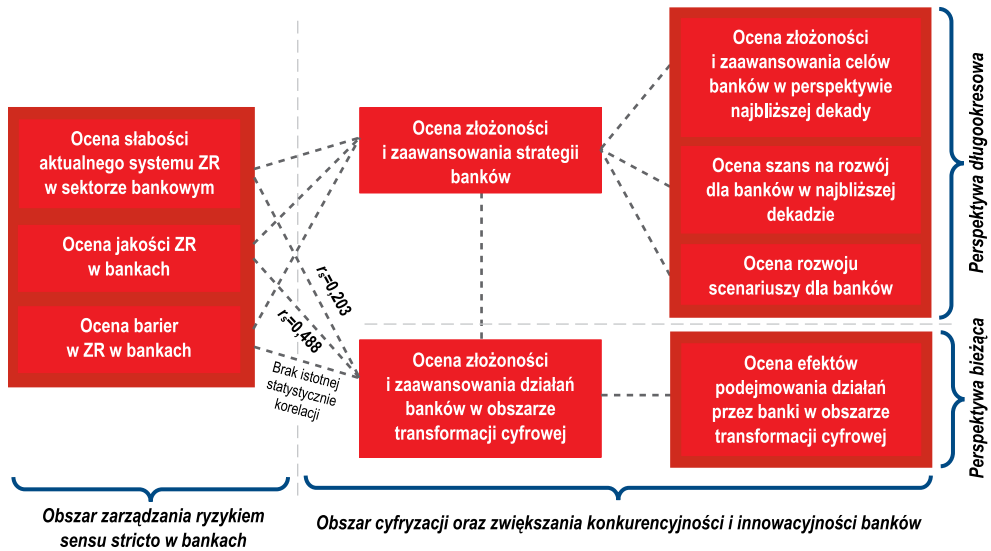 Ocena słabości
aktualnego systemu ZR
w sektorze bankowym
Ocena jakości ZR
w bankach
Ocena barier
w ZR w bankach
rs=0,203
rs=0,488
Brak istotnej
statystycznie
korelacji
Ocena złożoności
i zaawansowania strategii
banków
Ocena złożoności
i zaawansowania działań
banków w obszarze
transformacji cyfrowej
Ocena złożoności
i zaawansowania celów
banków w perspektywie
najbliższej dekady
Ocena szans na rozwój
dla banków w najbliższej
dekadzie
Ocena rozwoju
scenariuszy dla banków
Ocena efektów
podejmowania działań
przez banki w obszarze
transformacji cyfrowej
Perspektywa długookresowa
Perspektywa bieżąca
Obszar zarządzania ryzykiem
sensu stricto w bankach
Obszar cyfryzacji oraz zwiększania konkurencyjności i innowacyjności banków